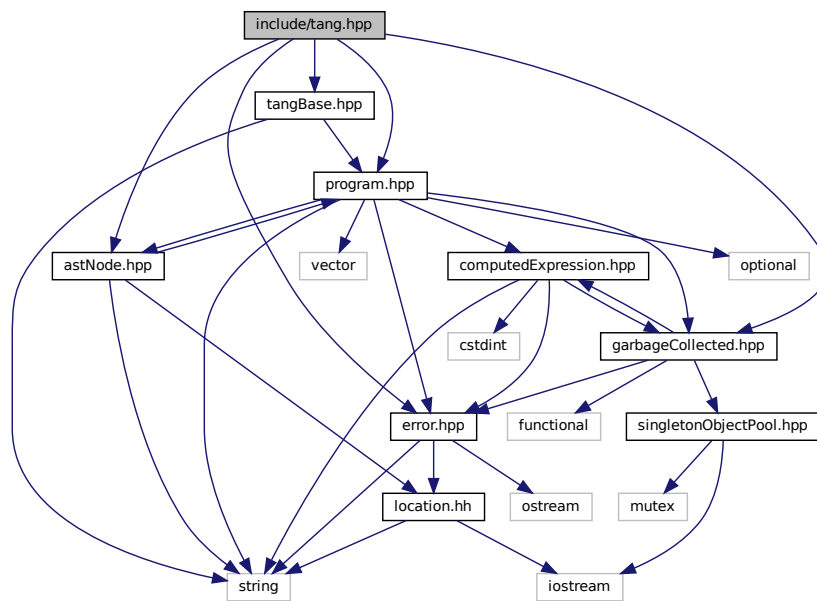 include/tang.hpp
tangBase.hpp
program.hpp
astNode.hpp
vector
computedExpression.hpp
optional
cstdint
garbageCollected.hpp
error.hpp
functional
singletonObjectPool.hpp
location.hh
ostream
mutex
string
iostream